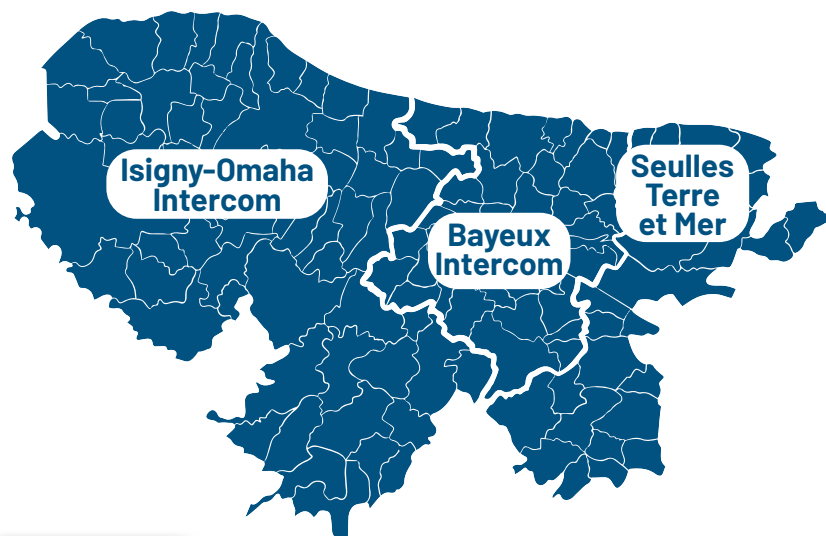 Isigny-Omaha
Intercom
Bayeux
Intercom
Seulles
Terre
et Mer